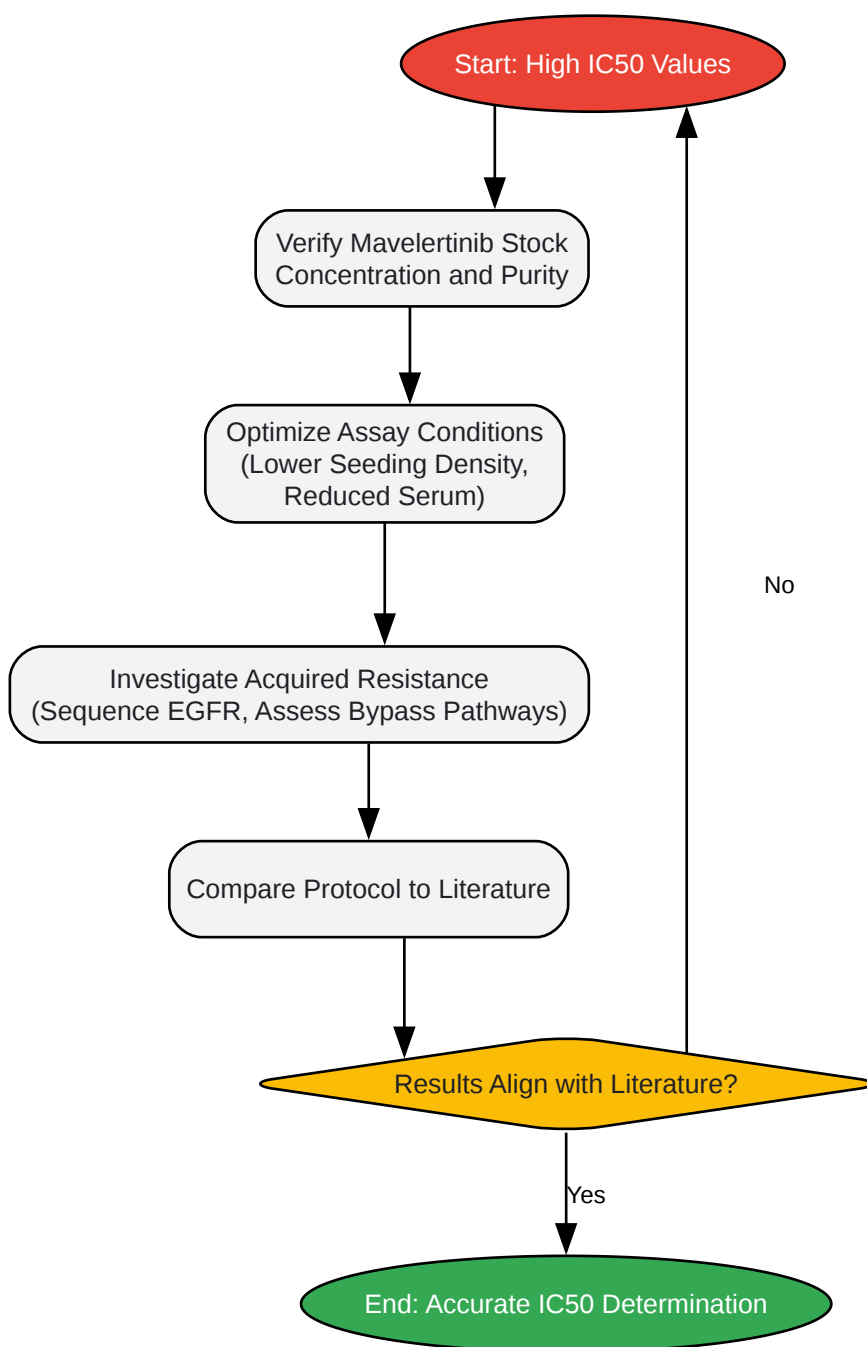 Start: High IC50 Values
Verify Mavelertinib Stock
Concentration and Purity
Optimize Assay Conditions
(Lower Seeding Density,
Reduced Serum)
No
Investigate Acquired Resistance
(Sequence EGFR, Assess Bypass Pathways)
Compare Protocol to Literature
Results Align with Literature?
Yes
End: Accurate IC50 Determination